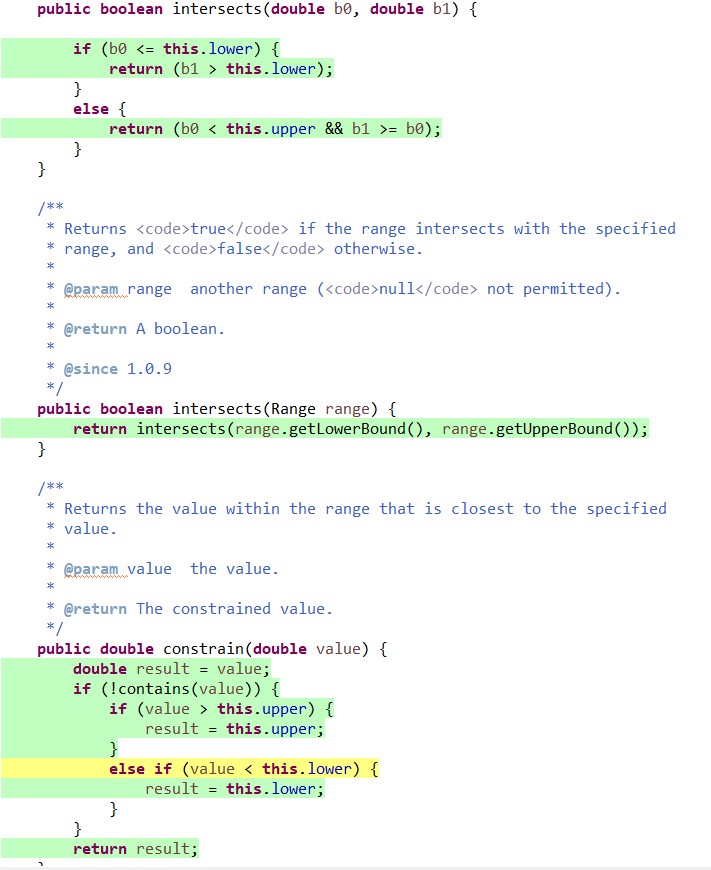 public boolean intersects(double b0, double b1) {
if (b0 <= this.lower) {
return (b1 > this.lower);
}
else {
return (b0 < this.upper && b1 >= b0);
}
}
/**
* Returns <code>true</code> if the range intersects with the specified
* range, and <code>false</code> otherwise.
*
* @param range  another range (<code>null</code> not permitted).
*
* @return A boolean.
*
* @since 1.0.9
*/
public boolean intersects(Range range) {
return intersects(range.getLowerBound(), range.getUpperBound());
}
/**
* Returns the value within the range that is closest to the specified
* value.
*
* @param value  the value.
*
* @return The constrained value.
*/
public double constrain(double value) {
double result = value;
if (!contains(value)) {
if (value > this.upper) {
result = this.upper;
}
else if (value < this.lower) {
result = this.lower;
}
}
return result;